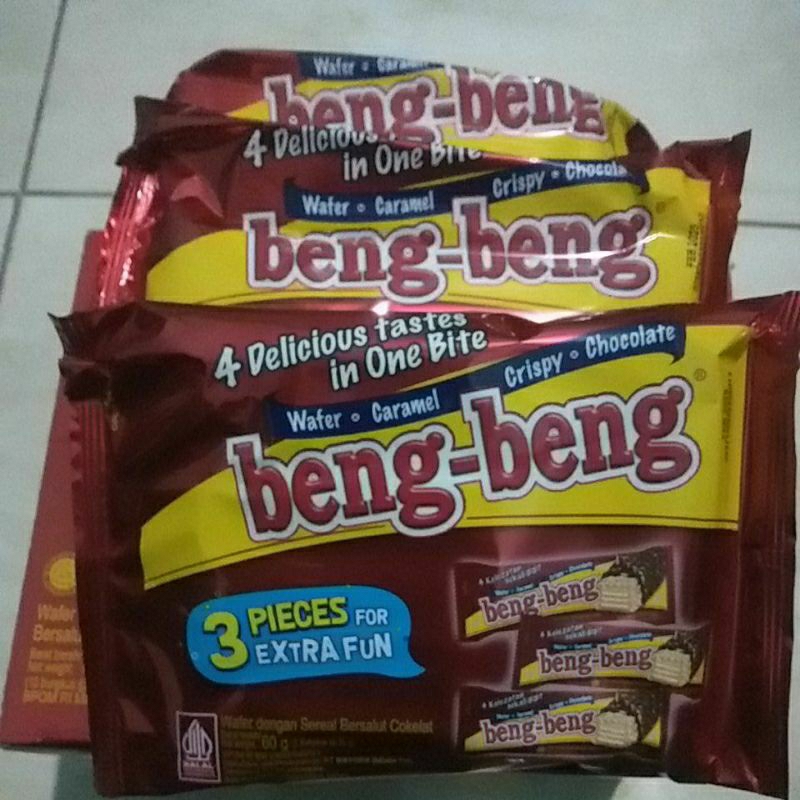 Wafer
beng-beng
4 Delicious
in One Bite
Wafer • Caramel
Crispy • Chocola
beng-beng
4 Delicious tastes
in One Bite
Wafer • Caramel
Crispy • Chocolate
beng-beng ®
3 PIECES FOR
EXTRA FUN
beng-beng
beng-beng
beng-beng
Wafer dengan Sereal Bersalut Cokelat
60 g
HALAL
Wafer
Bersalu